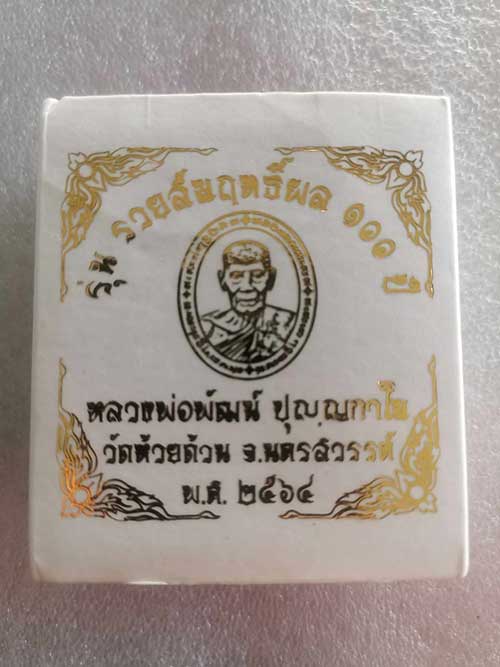 รุ่น รวยสัมฤทธิ์ผล ๑๐๐ ปี
หลวงพ่อพัฒน์ ปุญฺญกาโม
วัดห้วยด้วน จ.นครสวรรค์
พ.ศ. ๒๕๖๔